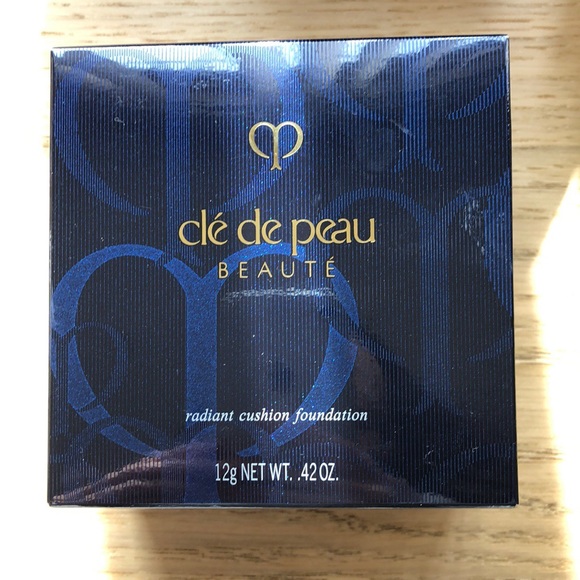 clé de peau
BEAUTÉ
radiant cushion foundation
12g NET WT. .42 OZ.